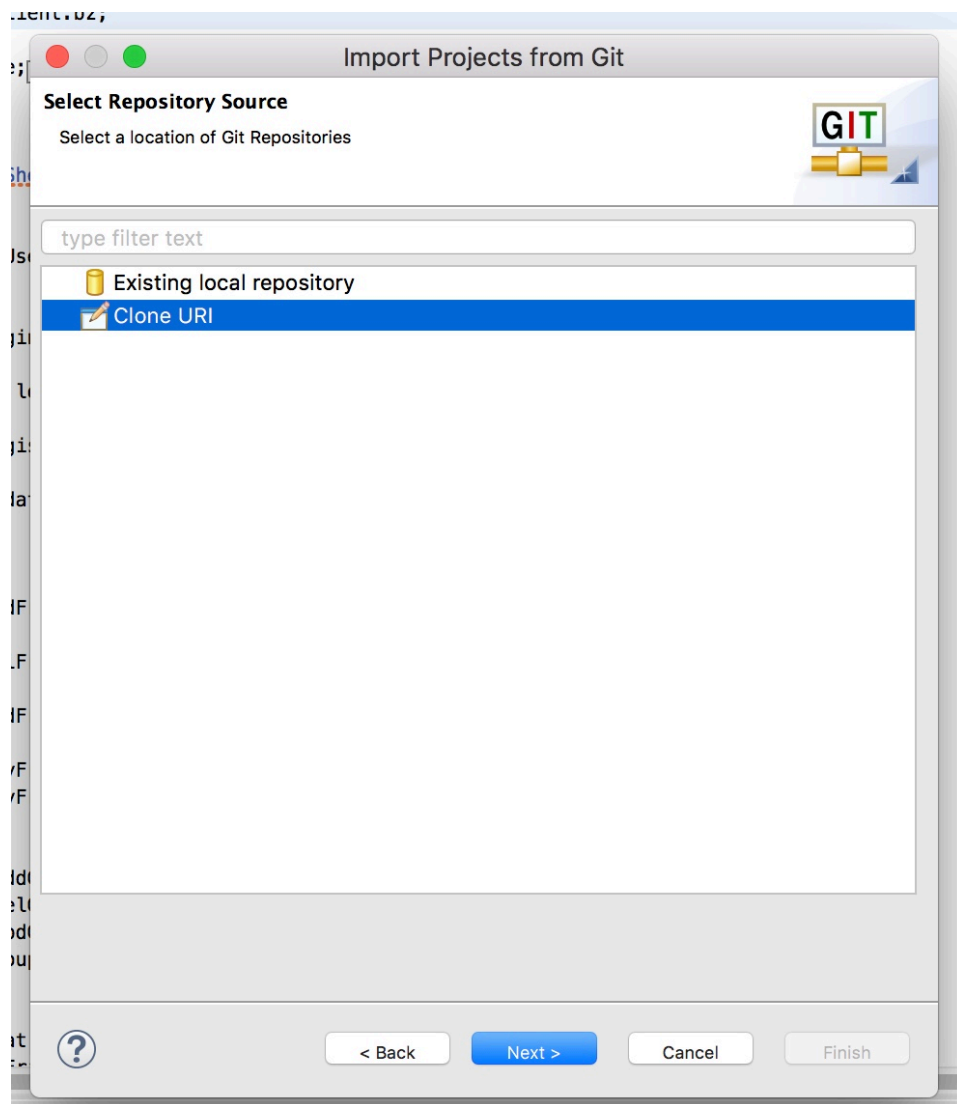 Import Projects from Git
Select Repository Source
Select a location of Git Repositories
GIT
type filter text
Existing local repository
Clone URI
?
< Back
Next >
Cancel
Finish